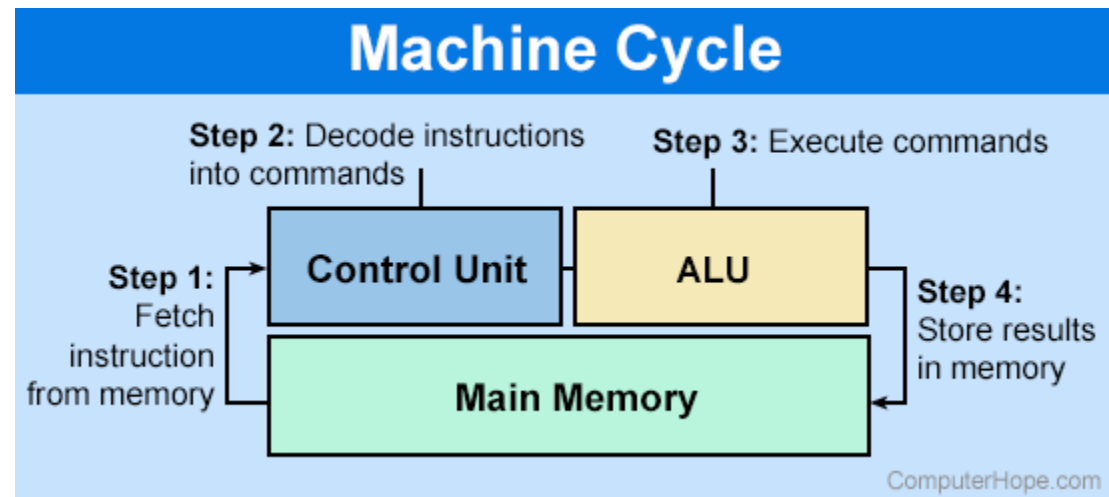 Machine Cycle
Step 2: Decode instructions
into commands
Step 3: Execute commands
Step 1:
Fetch
instruction
from memory
Control Unit
ALU
Step 4:
Store results
in memory
Main Memory
ComputerHope.com